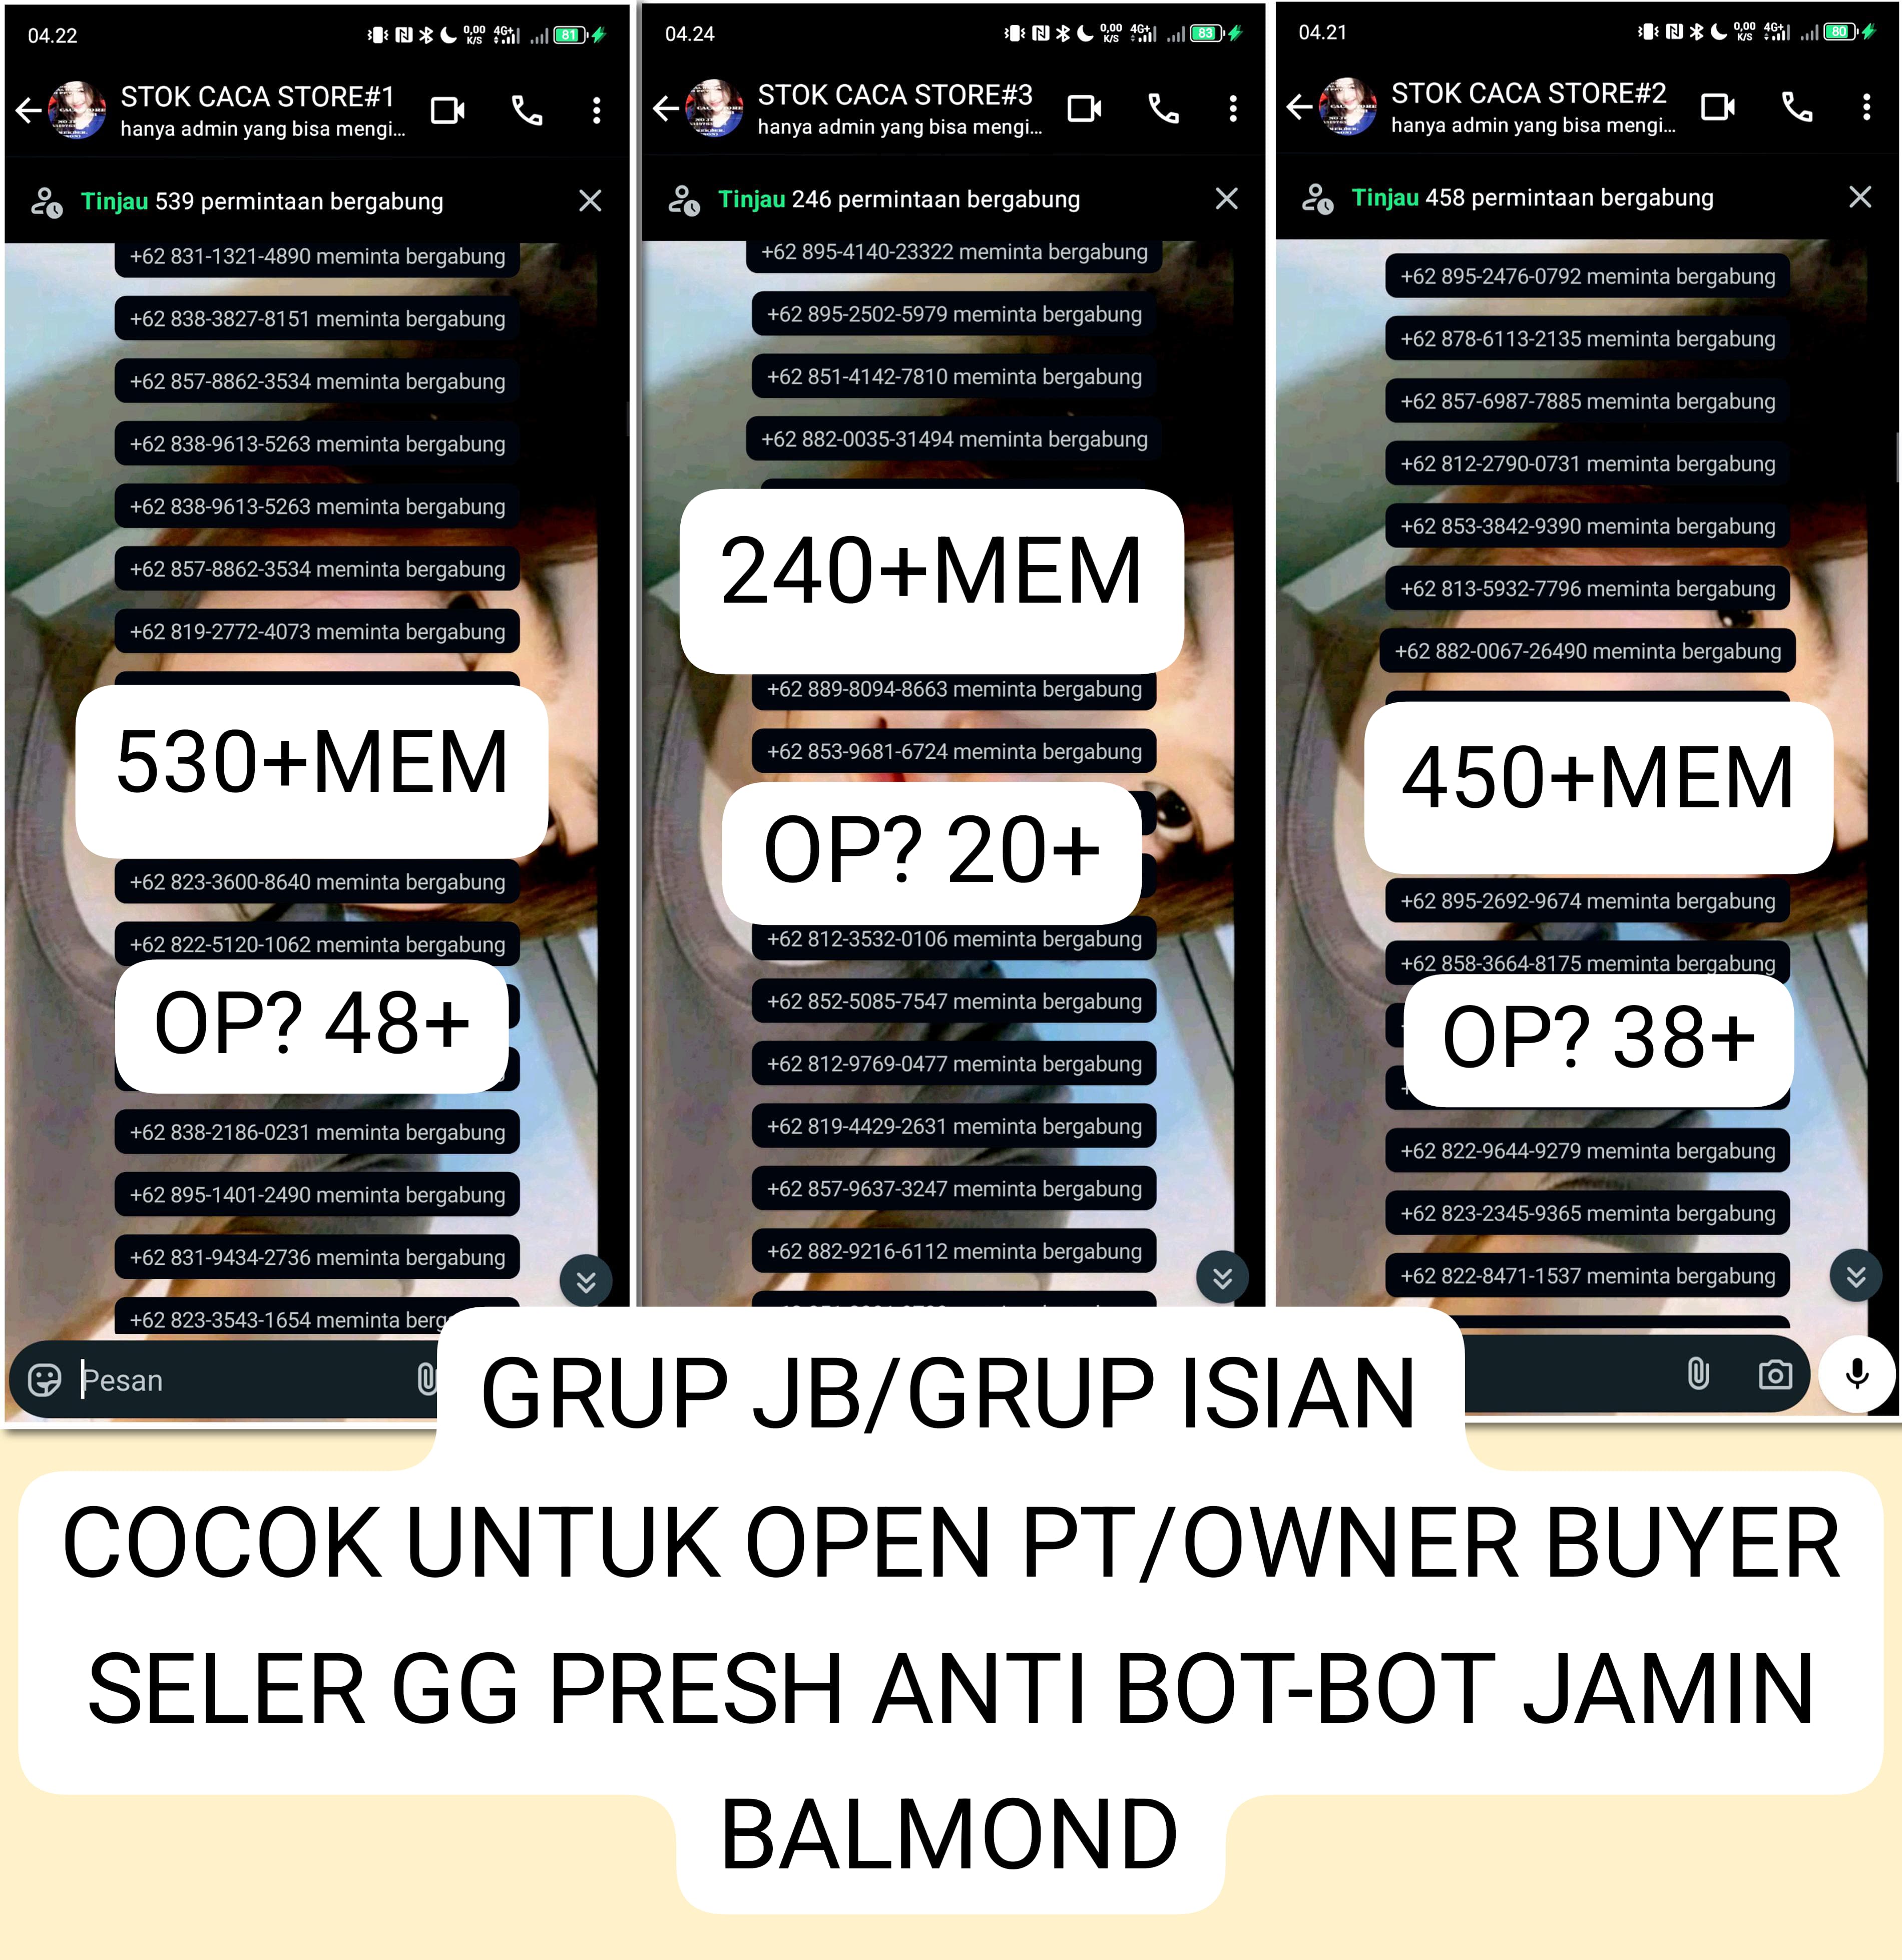 04.22
0,00 K/S 4G+ 81
STOK CACA STORE#1
hanya admin yang bisa mengi...
Tinjau 539 permintaan bergabung
+62 831-1321-4890 meminta bergabung
+62 838-3827-8151 meminta bergabung
+62 857-8862-3534 meminta bergabung
+62 838-9613-5263 meminta bergabung
+62 838-9613-5263 meminta bergabung
+62 857-8862-3534 meminta bergabung
+62 819-2772-4073 meminta bergabung
530+MEM
+62 823-3600-8640 meminta bergabung
+62 822-5120-1062 meminta bergabung
OP? 48+
+62 838-2186-0231 meminta bergabung
+62 895-1401-2490 meminta bergabung
+62 831-9434-2736 meminta bergabung
+62 823-3543-1654 meminta berg
Pesan
04.24
0,00 K/S 4G+ 83
STOK CACA STORE#3
hanya admin yang bisa mengi...
Tinjau 246 permintaan bergabung
+62 895-4140-23322 meminta bergabung
+62 895-2502-5979 meminta bergabung
+62 851-4142-7810 meminta bergabung
+62 882-0035-31494 meminta bergabung
240+MEM
+62 889-8094-8663 meminta bergabung
+62 853-9681-6724 meminta bergabung
OP? 20+
+62 812-3532-0106 meminta bergabung
+62 852-5085-7547 meminta bergabung
+62 812-9769-0477 meminta bergabung
+62 819-4429-2631 meminta bergabung
+62 857-9637-3247 meminta bergabung
+62 882-9216-6112 meminta bergabung
04.21
0,00 K/S 4G+ 80
STOK CACA STORE#2
hanya admin yang bisa mengi...
Tinjau 458 permintaan bergabung
+62 895-2476-0792 meminta bergabung
+62 878-6113-2135 meminta bergabung
+62 857-6987-7885 meminta bergabung
+62 812-2790-0731 meminta bergabung
+62 853-3842-9390 meminta bergabung
+62 813-5932-7796 meminta bergabung
+62 882-0067-26490 meminta bergabung
450+MEM
+62 895-2692-9674 meminta bergabung
+62 858-3664-8175 meminta bergabung
OP? 38+
+62 822-9644-9279 meminta bergabung
+62 823-2345-9365 meminta bergabung
+62 822-8471-1537 meminta bergabung
GRUP JB/GRUP ISIAN
COCOK UNTUK OPEN PT/OWNER BUYER
SELER GG PRESH ANTI BOT-BOT JAMIN
BALMOND